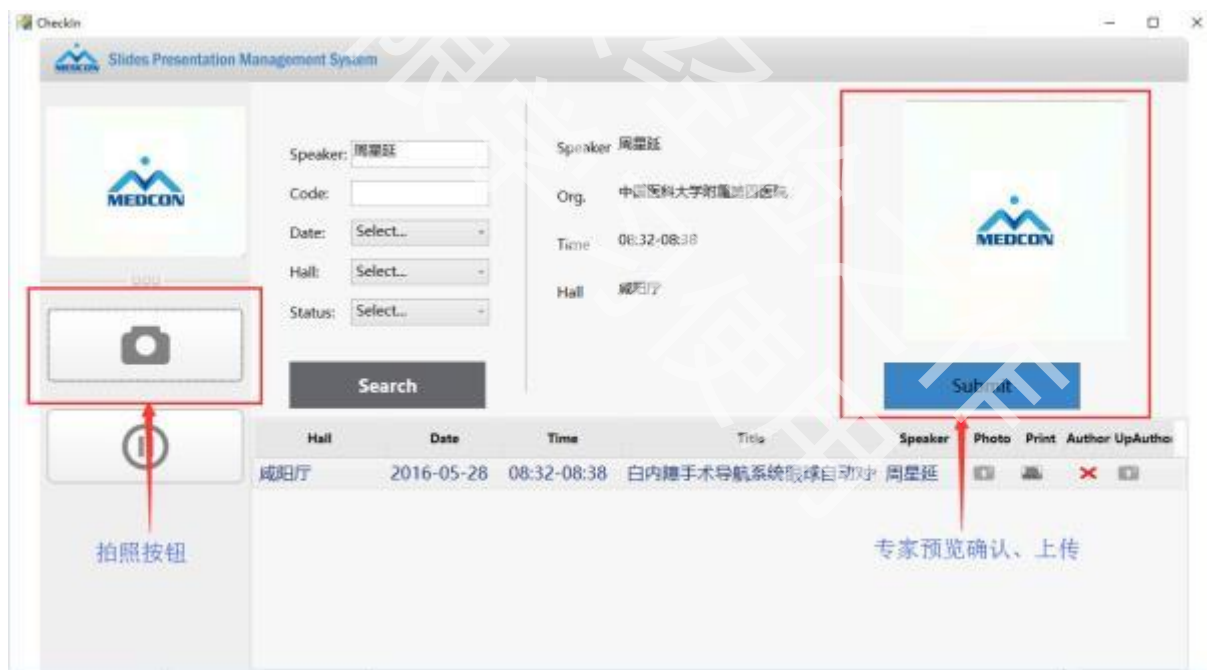 CheckIn
MEDCON Slides Presentation Management System
MEDCON
Speaker: 周星延
Code:
Date: Select...
Hall: Select...
Status: Select...
Search
Speaker 周星延
Org. 中国医科大学附属第四医院
Time 08:32-08:38
Hall 咸阳厅
MEDCON
Submit
Hall Date Time Title Speaker Photo Print Author UpAuthor
咸阳厅 2016-05-28 08:32-08:38 白内障手术导航系统眼球自动对 周星延
拍照按钮
专家预览确认、上传